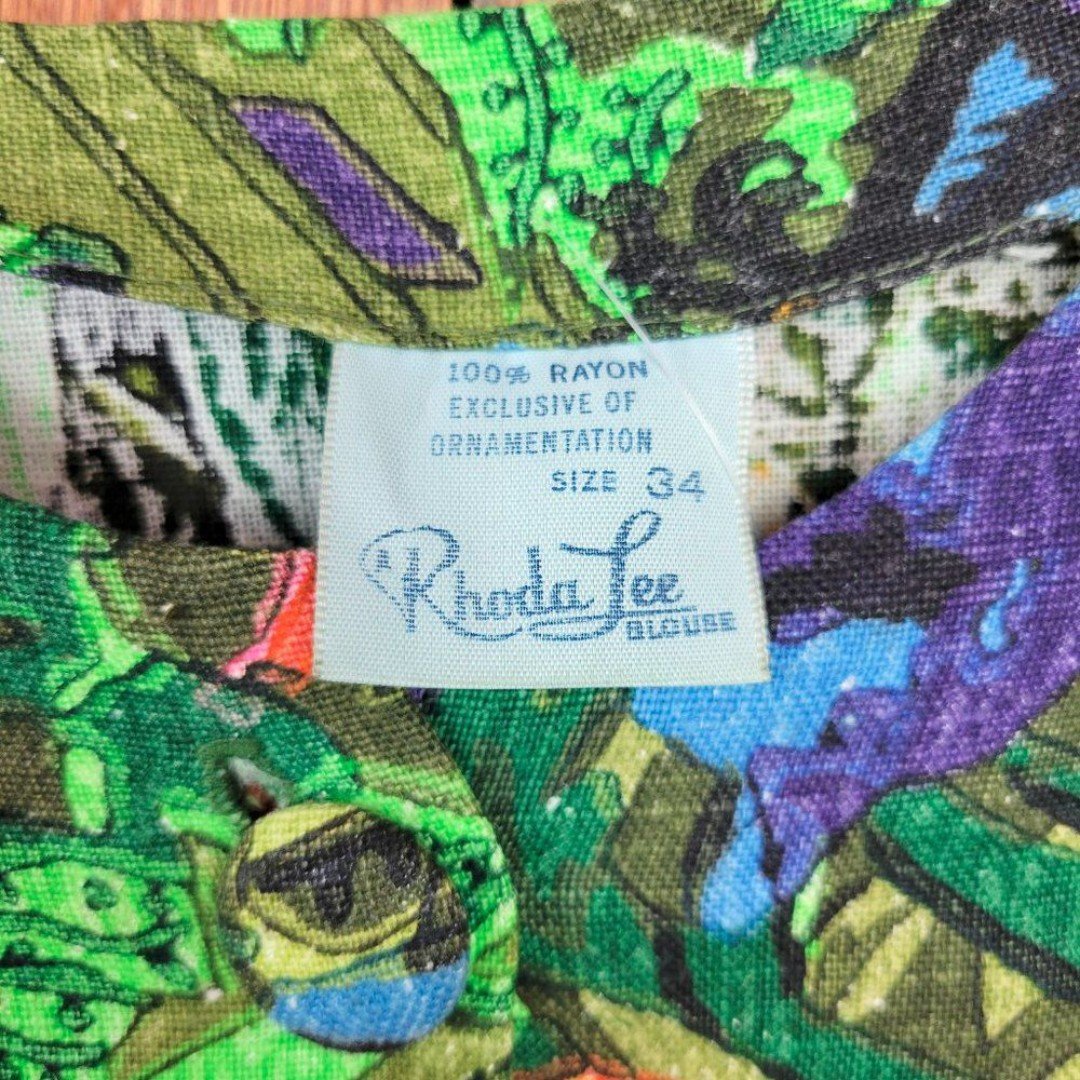 100% RAYON
EXCLUSIVE OF
ORNAMENTATION
SIZE 34
Rhoda Lee
BLOUSE